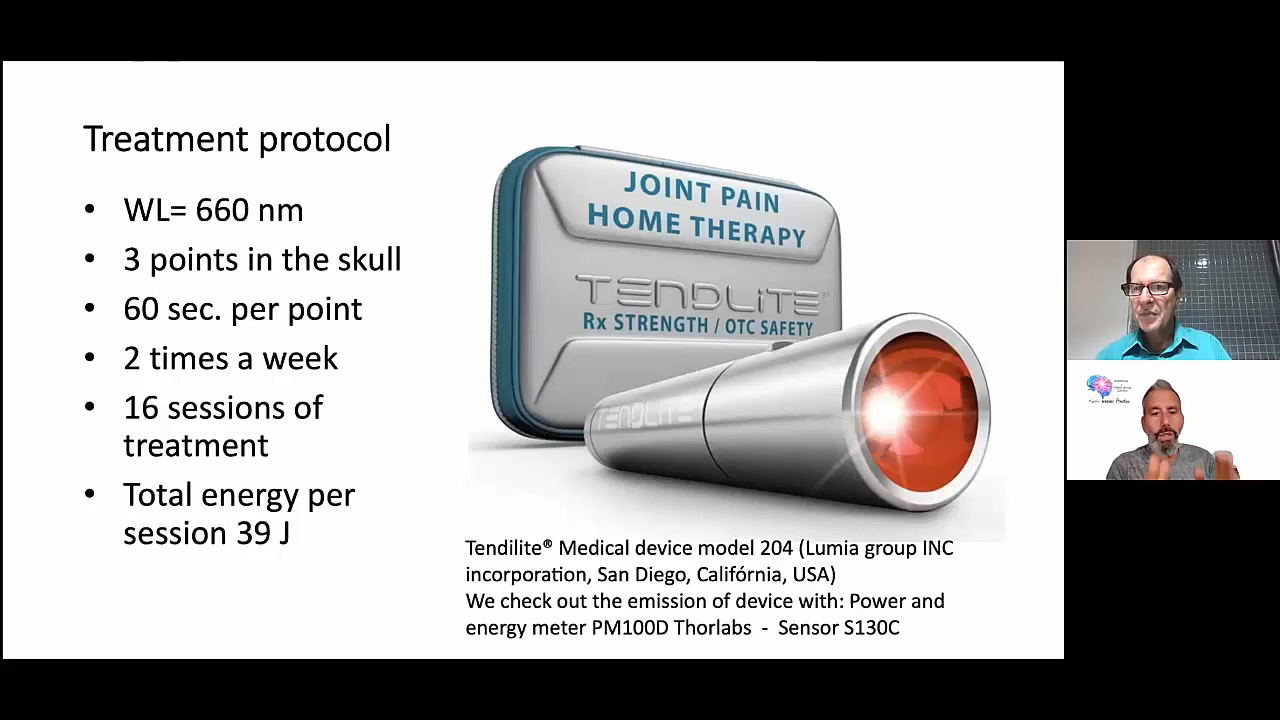 Treatment protocol
• WL= 660 nm
• 3 points in the skull
• 60 sec. per point
• 2 times a week
• 16 sessions of
treatment
• Total energy per
session 39 J
JOINT PAIN
HOME THERAPY
TENDLITE
Rx STRENGTH / OTC SAFETY
TENDLITE
Tendilite® Medical device model 204 (Lumia group INC
incorporation, San Diego, Califórnia, USA)
We check out the emission of device with: Power and
energy meter PM100D Thorlabs - Sensor S130C